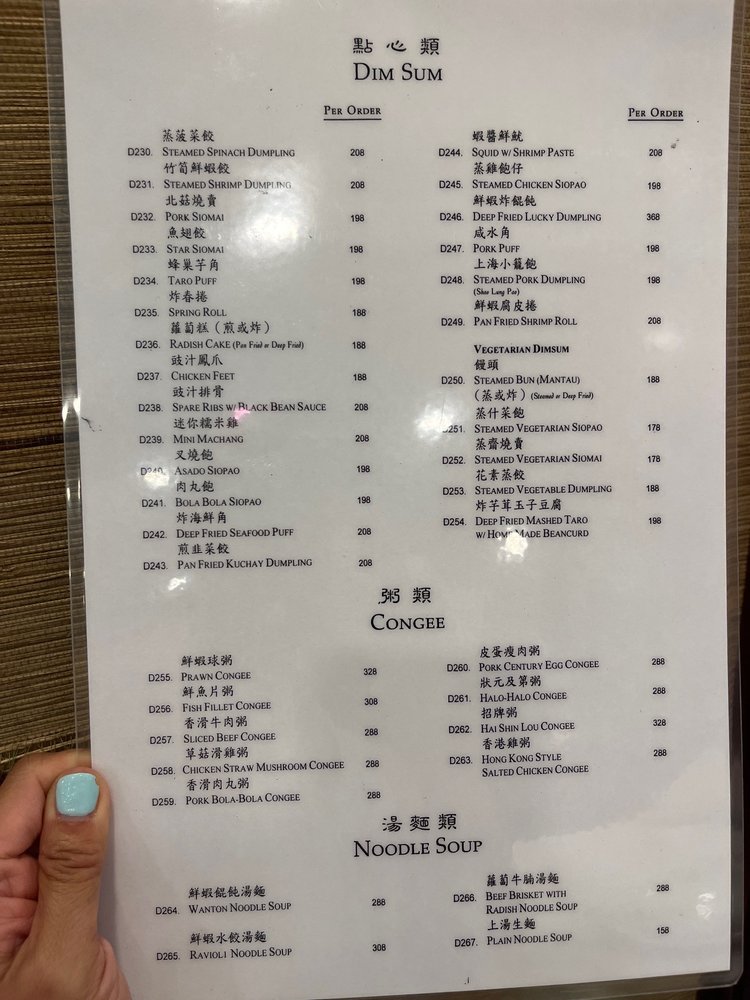 點心類
DIM SUM
PER ORDER
蒸菠菜餃
D230. STEAMED SPINACH DUMPLING 208
竹筍鮮蝦餃
D231. STEAMED SHRIMP DUMPLING 208
北菇燒賣
D232. PORK SIOMAI 198
魚翅餃
D233. STAR SIOMAI 198
蜂巢芋角
D234. TARO PUFF 198
炸春捲
D235. SPRING ROLL 188
蘿蔔糕（煎或炸）
D236. RADISH CAKE (Pan Fried or Deep Fried) 188
豉汁鳳爪
D237. CHICKEN FEET 188
豉汁排骨
D238. SPARE RIBS W/ BLACK BEAN SAUCE 208
迷你糯米雞
D239. MINI MACHANG 208
叉燒飽
D240. ASADO SIOPAO 198
肉丸飽
D241. BOLA BOLA SIOPAO 198
炸海鮮角
D242. DEEP FRIED SEAFOOD PUFF 208
煎韭菜餃
D243. PAN FRIED KUCHAY DUMPLING 208
PER ORDER
蝦醬鮮魷
D244. SQUID W/ SHRIMP PASTE 208
蒸雞飽仔
D245. STEAMED CHICKEN SIOPAO 198
鮮蝦炸餛飩
D246. DEEP FRIED LUCKY DUMPLING 368
咸水角
D247. PORK PUFF 198
上海小籠飽
D248. STEAMED PORK DUMPLING 198
(Shao Lung Pao)
鮮蝦腐皮捲
D249. PAN FRIED SHRIMP ROLL 208
VEGETARIAN DIMSUM
饅頭
D250. STEAMED BUN (MANTAU) 188
（蒸或炸）(Steamed or Deep Fried)
蒸什菜飽
D251. STEAMED VEGETARIAN SIOPAO 178
蒸齋燒賣
D252. STEAMED VEGETARIAN SIOMAI 178
花素蒸餃
D253. STEAMED VEGETABLE DUMPLING 188
炸芋茸玉子豆腐
D254. DEEP FRIED MASHED TARO 198
W/ HOME MADE BEANCURD
粥類
CONGEE
鮮蝦球粥
D255. PRAWN CONGEE 328
鮮魚片粥
D256. FISH FILLET CONGEE 308
香滑牛肉粥
D257. SLICED BEEF CONGEE 288
草菇滑雞粥
D258. CHICKEN STRAW MUSHROOM CONGEE 288
香滑肉丸粥
D259. PORK BOLA-BOLA CONGEE 288
皮蛋瘦肉粥
D260. PORK CENTURY EGG CONGEE 288
狀元及第粥
D261. HALO-HALO CONGEE 288
招牌粥
D262. HAI SHIN LOU CONGEE 328
香港雞粥
D263. HONG KONG STYLE 288
SALTED CHICKEN CONGEE
湯麵類
NOODLE SOUP
鮮蝦餛飩湯麵
D264. WANTON NOODLE SOUP 288
鮮蝦水餃湯麵
D265. RAVIOLI NOODLE SOUP 308
蘿蔔牛腩湯麵
D266. BEEF BRISKET WITH 288
RADISH NOODLE SOUP
上湯生麵
D267. PLAIN NOODLE SOUP 158